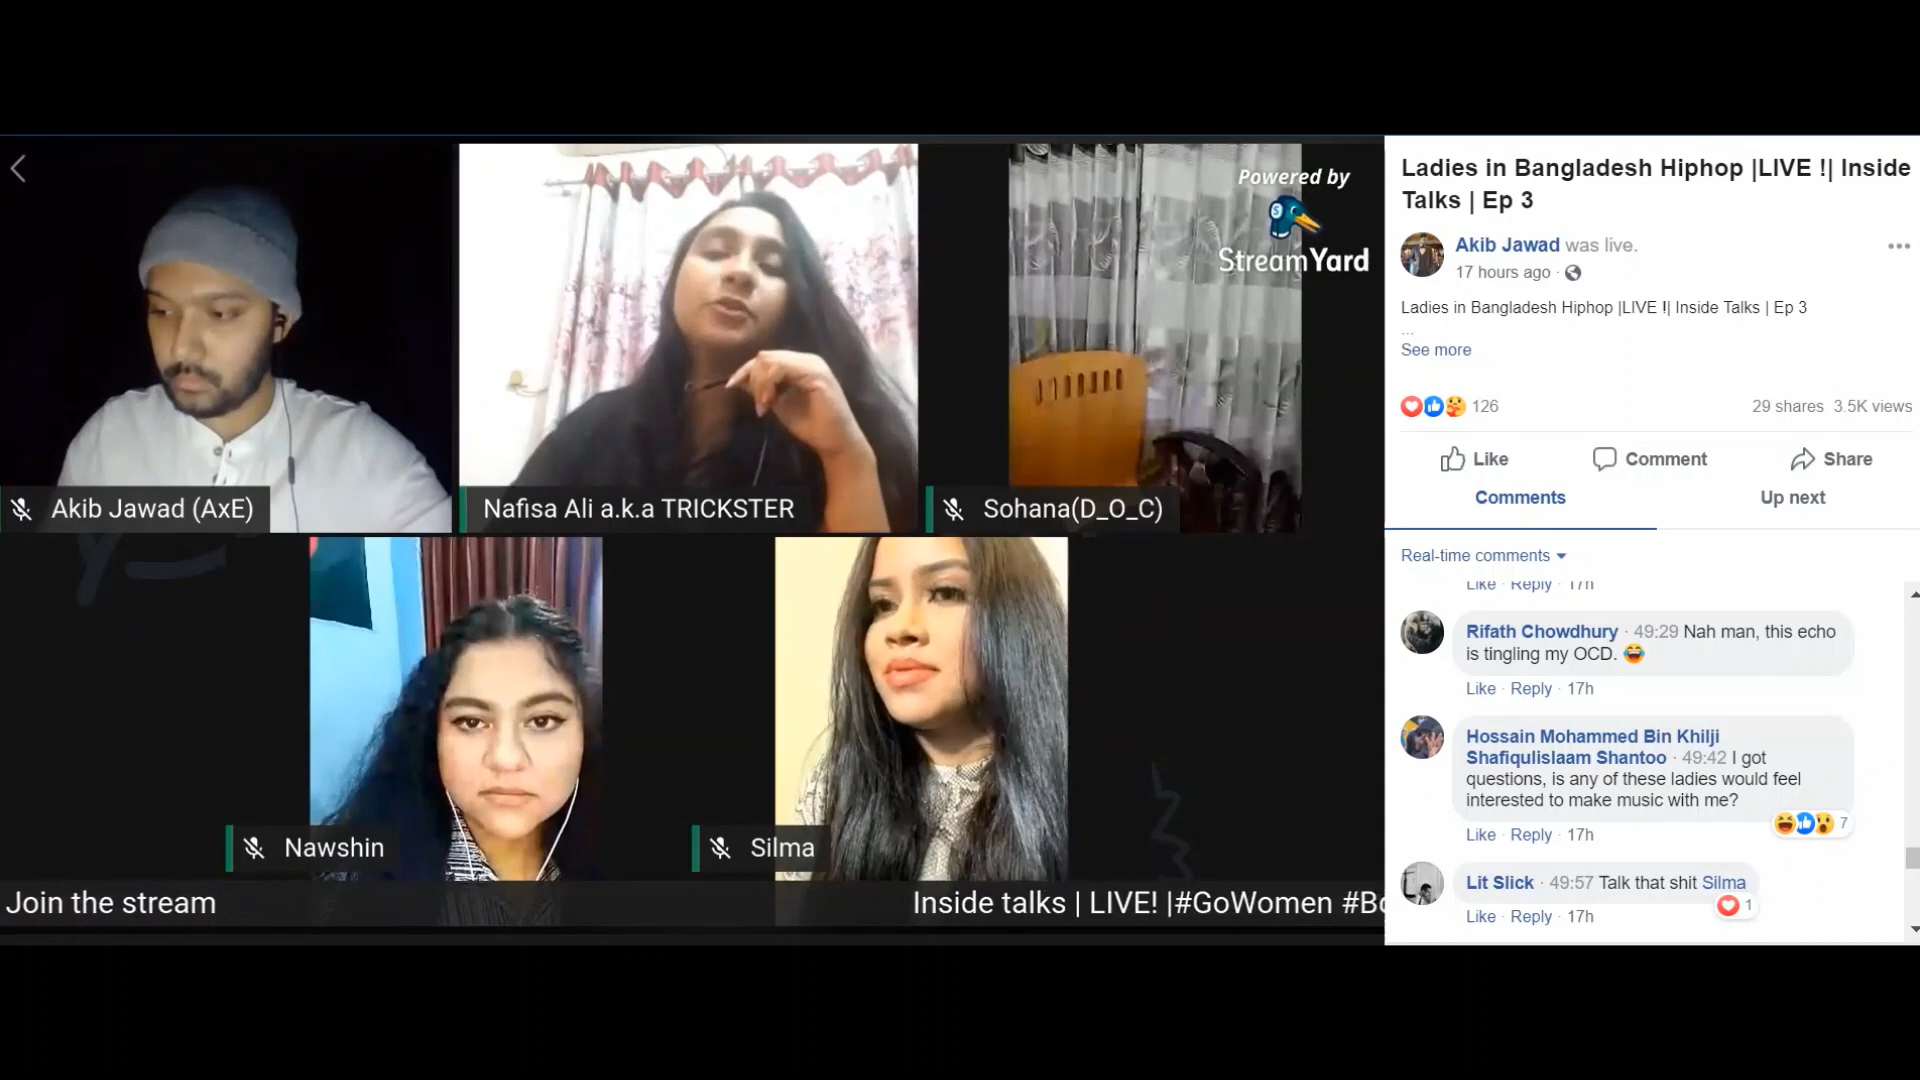 Powered by
StreamYard
Akib Jawad (AxE)
Nafisa Ali a.k.a TRICKSTER
Sohana(D_O_C)
Nawshin
Silma
Join the stream
Inside talks | LIVE! |#GoWomen #Bo
Ladies in Bangladesh Hiphop |LIVE !| Inside
Talks | Ep 3
Akib Jawad was live.
17 hours ago ·
Ladies in Bangladesh Hiphop |LIVE !| Inside Talks | Ep 3
...
See more
126
29 shares 3.5K views
Like
Comment
Share
Comments
Up next
Real-time comments
Like · Reply · 17h
Rifath Chowdhury · 49:29 Nah man, this echo
is tingling my OCD. 😂
Like · Reply · 17h
Hossain Mohammed Bin Khilji
Shafiqulislaam Shantoo · 49:42 I got
questions, is any of these ladies would feel
interested to make music with me?
7
Like · Reply · 17h
Lit Slick · 49:57 Talk that shit Silma
1
Like · Reply · 17h